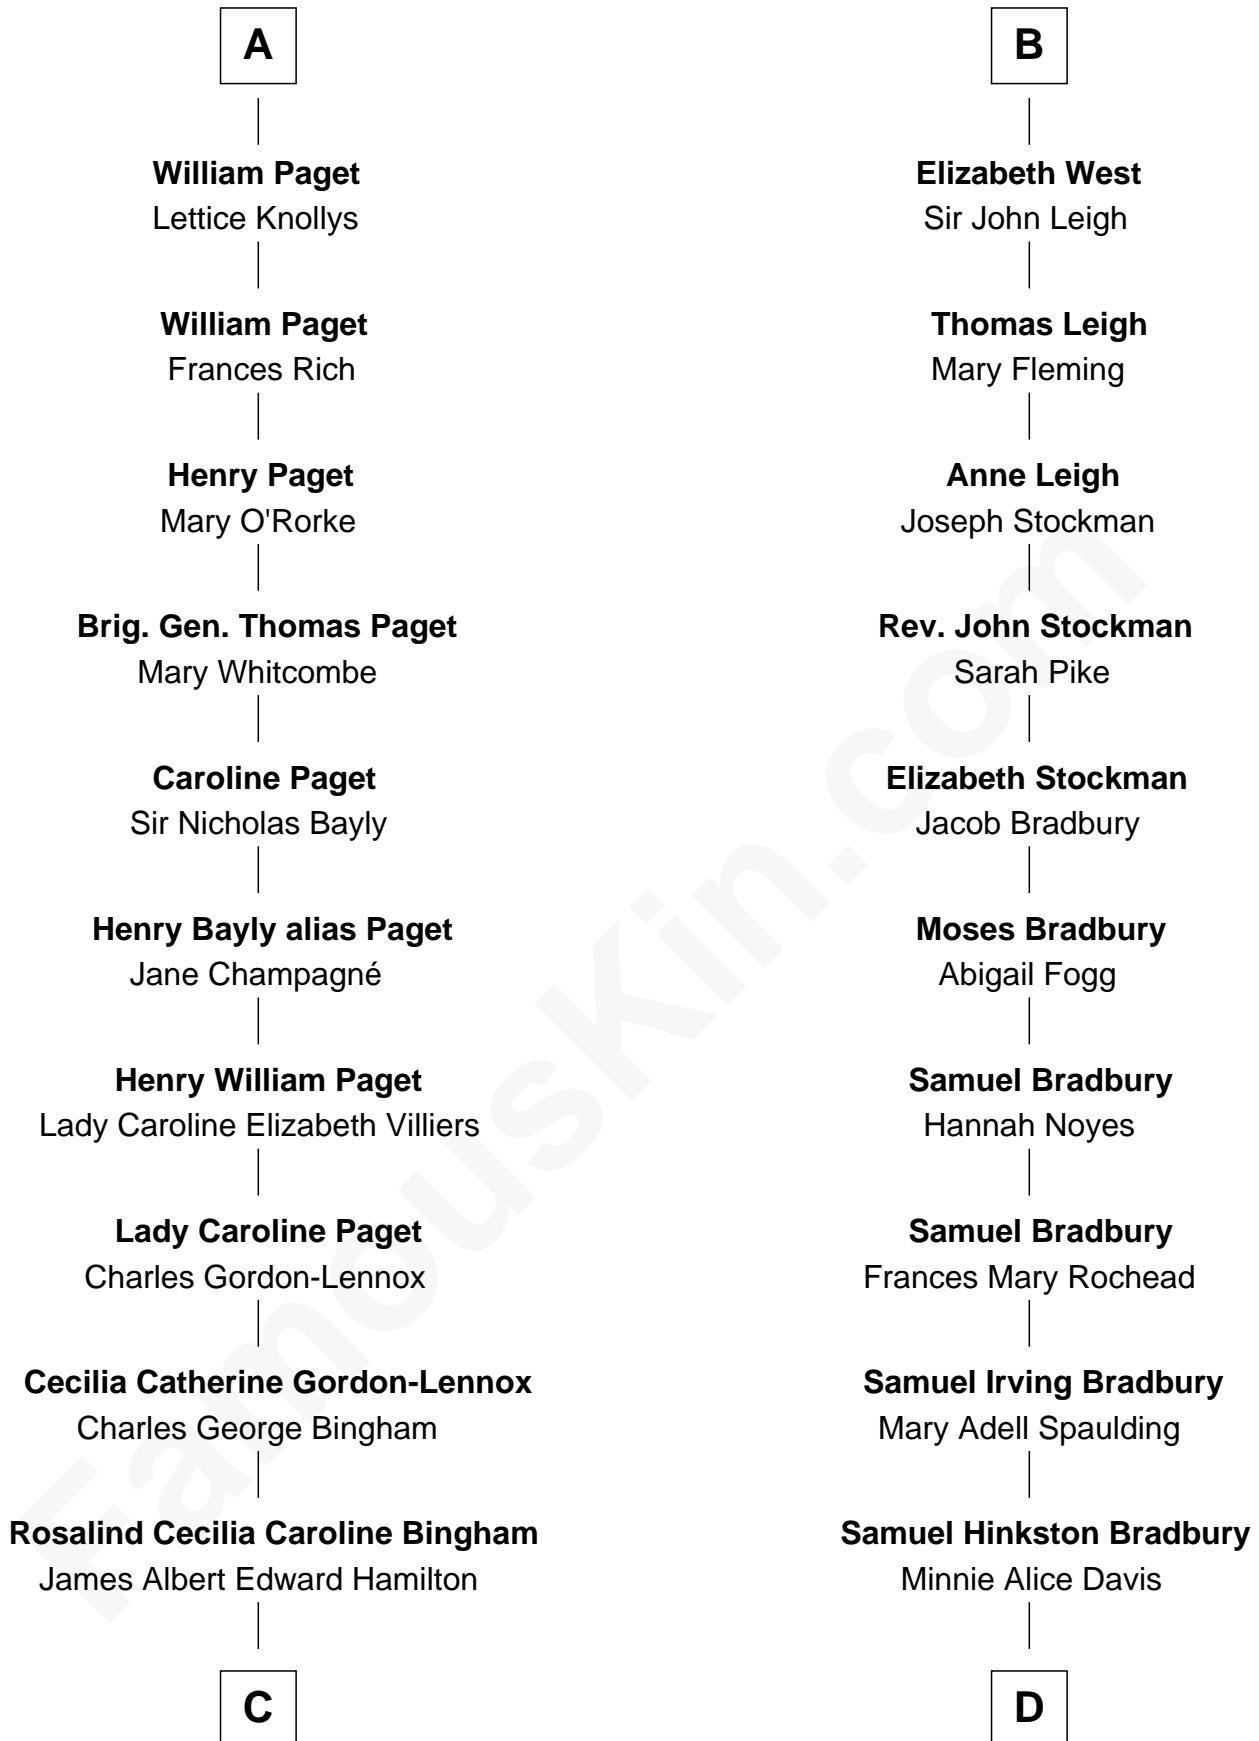 A
William Paget
Lettice Knollys
William Paget
Frances Rich
Henry Paget
Mary O'Rorke
Brig. Gen. Thomas Paget
Mary Whitcombe
Caroline Paget
Sir Nicholas Bayly
Henry Bayly alias Paget
Jane Champagné
Henry William Paget
Lady Caroline Elizabeth Villiers
Lady Caroline Paget
Charles Gordon-Lennox
Cecilia Catherine Gordon-Lennox
Charles George Bingham
Rosalind Cecilia Caroline Bingham
James Albert Edward Hamilton
C
B
Elizabeth West
Sir John Leigh
Thomas Leigh
Mary Fleming
Anne Leigh
Joseph Stockman
Rev. John Stockman
Sarah Pike
Elizabeth Stockman
Jacob Bradbury
Moses Bradbury
Abigail Fogg
Samuel Bradbury
Hannah Noyes
Samuel Bradbury
Frances Mary Rochead
Samuel Irving Bradbury
Mary Adell Spaulding
Samuel Hinkston Bradbury
Minnie Alice Davis
D
FamousKin.com